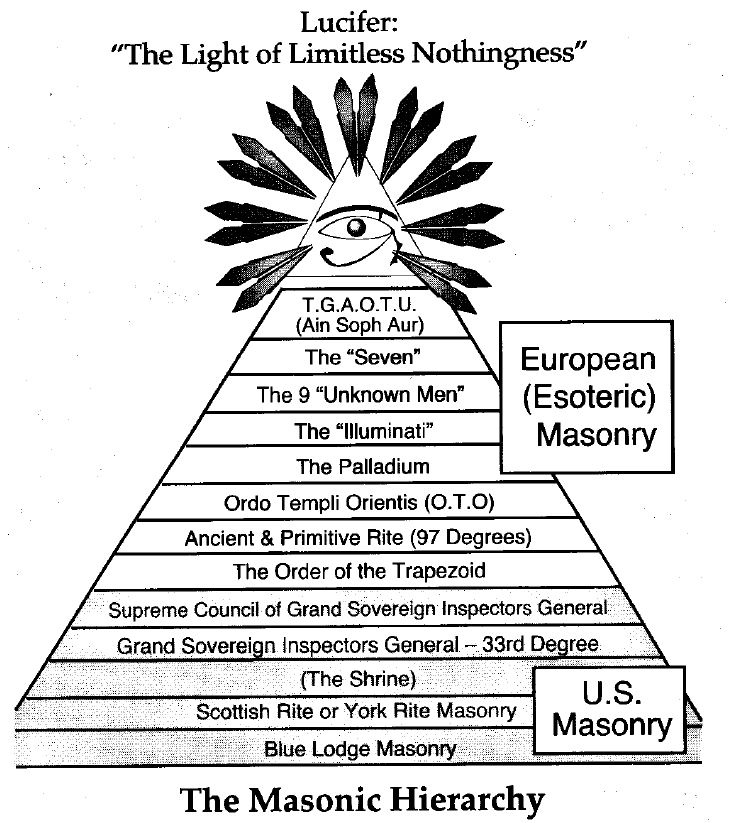 Lucifer:
"The Light of Limitless Nothingness"
T.G.A.O.T.U.
(Ain Soph Aur)
The "Seven"
The 9 "Unknown Men"
The "Illuminati"
The Palladium
Ordo Templi Orientis (O.T.O)
Ancient & Primitive Rite (97 Degrees)
The Order of the Trapezoid
Supreme Council of Grand Sovereign Inspectors General
Grand Sovereign Inspectors General – 33rd Degree
(The Shrine)
Scottish Rite or York Rite Masonry
Blue Lodge Masonry
European
(Esoteric)
Masonry
U.S.
Masonry
The Masonic Hierarchy